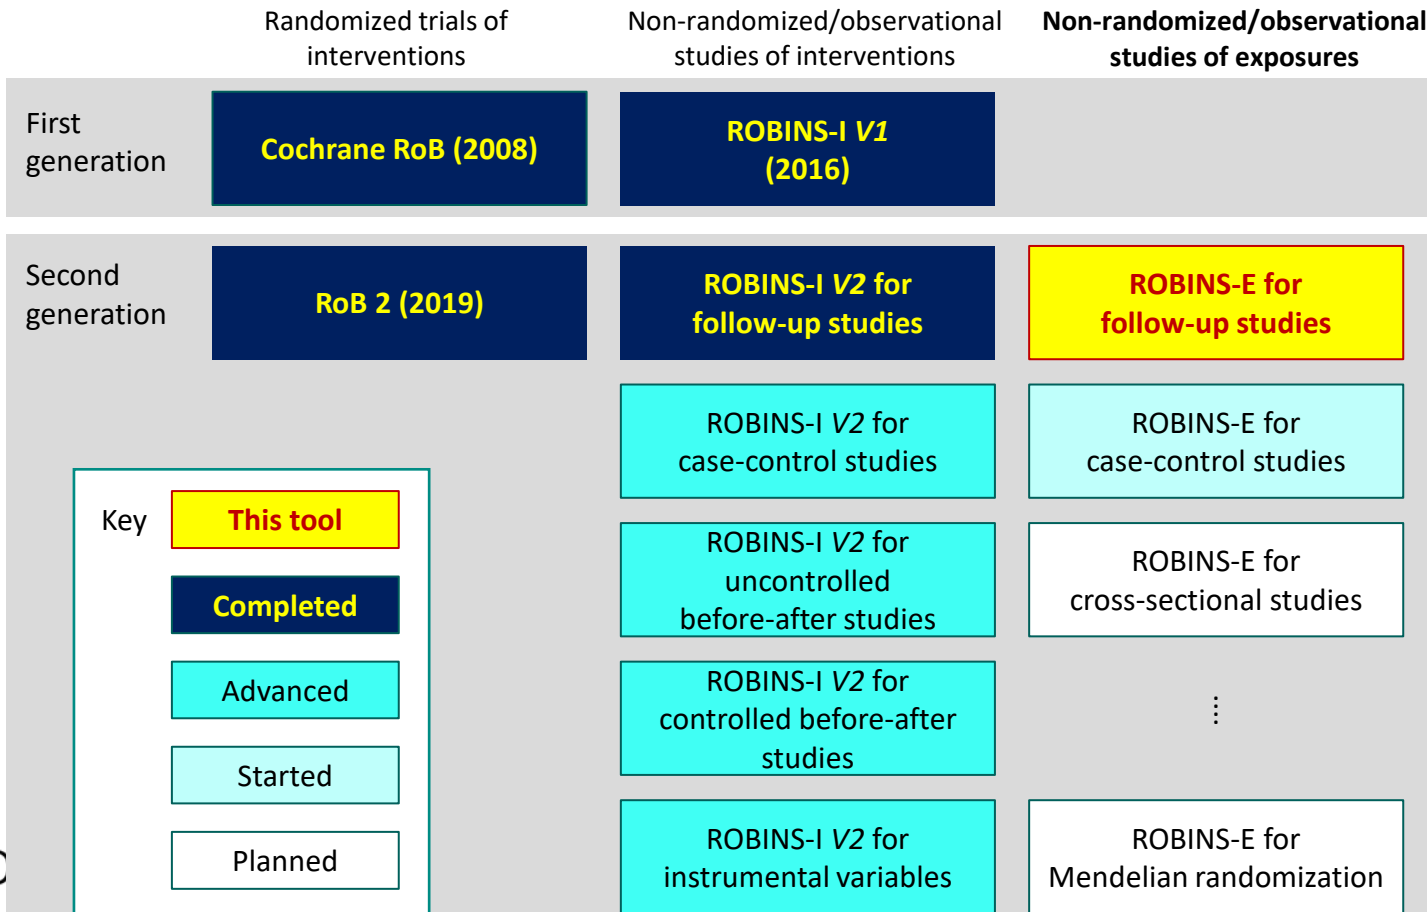 Randomized trials of
interventions
Non-randomized/observational
studies of interventions
Non-randomized/observational
studies of exposures
First
generation
Cochrane RoB (2008)
ROBINS-I V1
(2016)
Second
generation
RoB 2 (2019)
ROBINS-I V2 for
follow-up studies
ROBINS-E for
follow-up studies
ROBINS-I V2 for
case-control studies
ROBINS-E for
case-control studies
ROBINS-I V2 for
uncontrolled
before-after studies
ROBINS-E for
cross-sectional studies
ROBINS-I V2 for
controlled before-after
studies
⋮
ROBINS-I V2 for
instrumental variables
ROBINS-E for
Mendelian randomization
Key
This tool
Completed
Advanced
Started
Planned